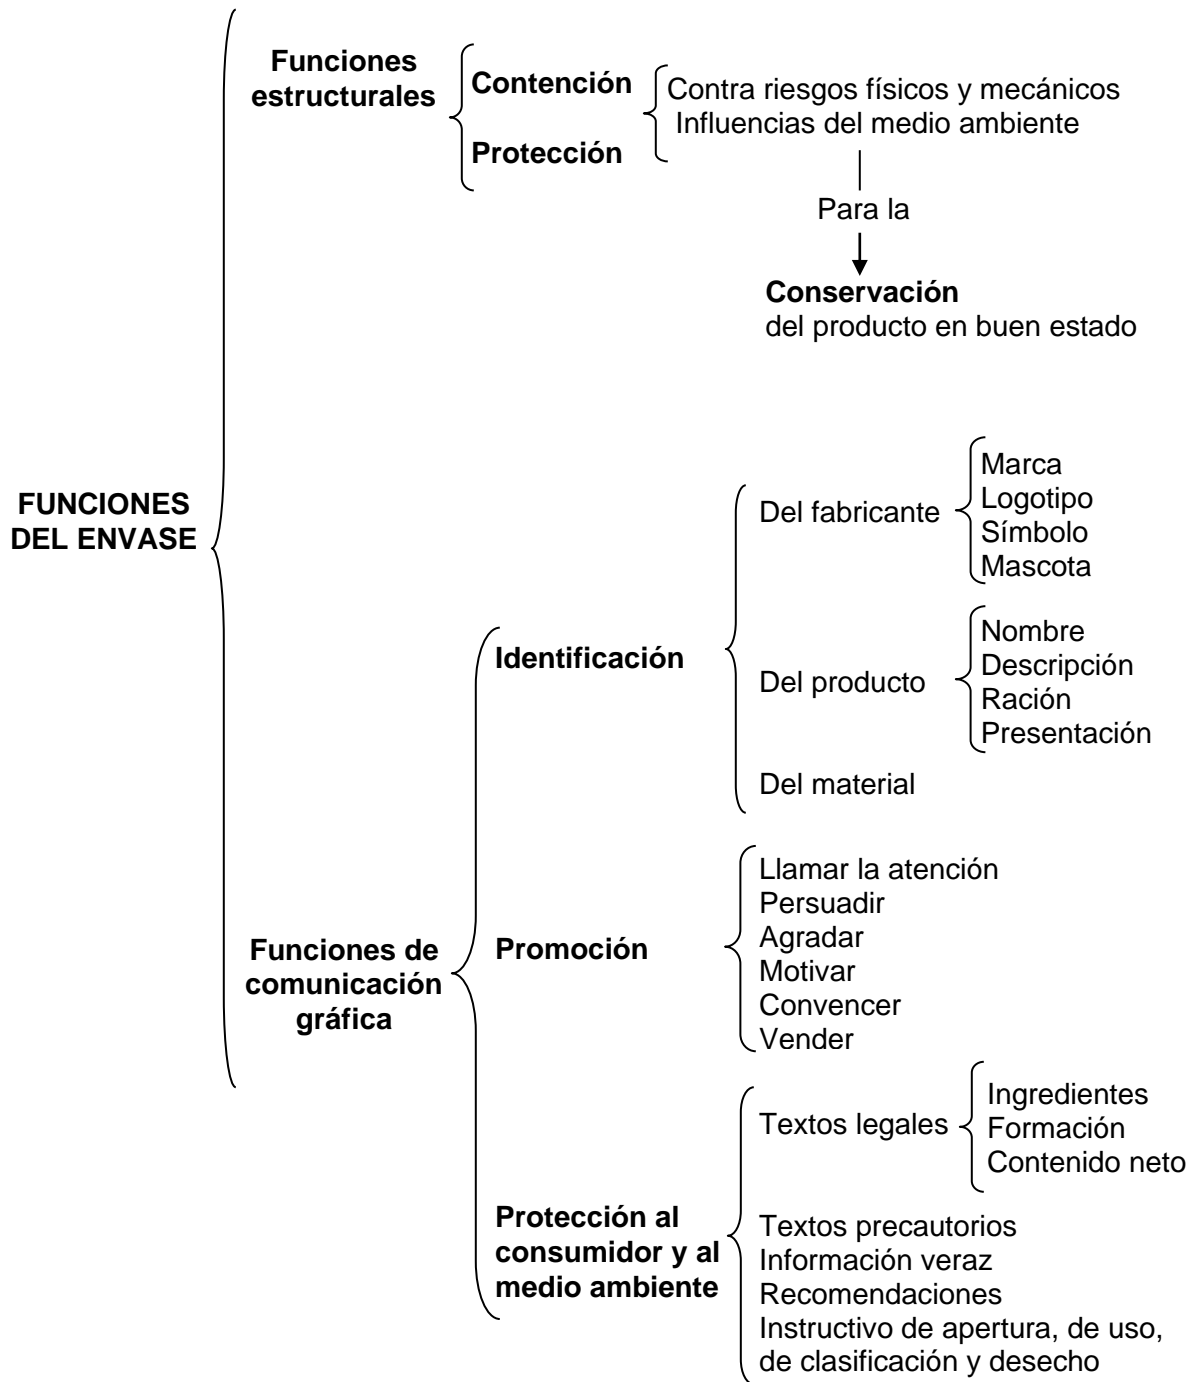 Funciones
estructurales
Contención
Protección
Contra riesgos físicos y mecánicos
Influencias del medio ambiente
Para la
Conservación
del producto en buen estado
FUNCIONES
DEL ENVASE
Identificación
Del fabricante
Marca
Logotipo
Símbolo
Mascota
Del producto
Nombre
Descripción
Ración
Presentación
Del material
Funciones de
comunicación
gráfica
Promoción
Llamar la atención
Persuadir
Agradar
Motivar
Convencer
Vender
Protección al
consumidor y al
medio ambiente
Textos legales
Ingredientes
Formación
Contenido neto
Textos precautorios
Información veraz
Recomendaciones
Instructivo de apertura, de uso,
de clasificación y desecho